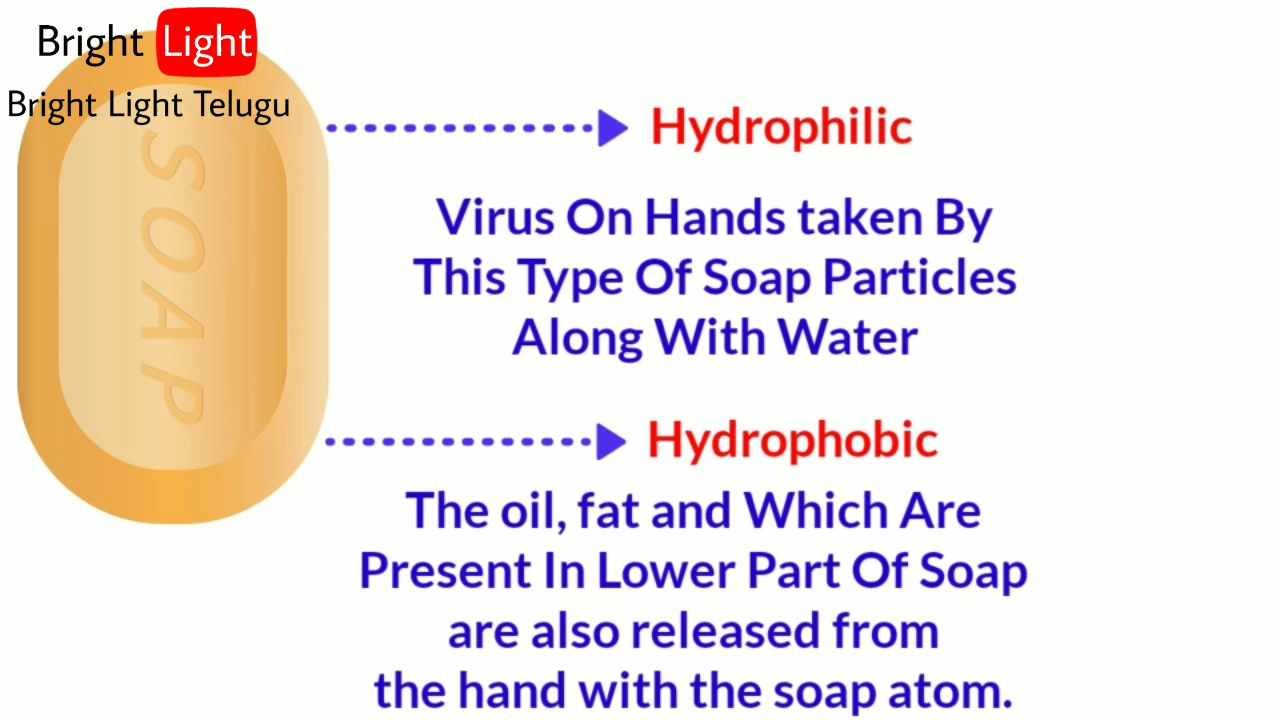 Bright Light
Bright Light Telugu
SOAP
Hydrophilic
Virus On Hands taken By
This Type Of Soap Particles
Along With Water
Hydrophobic
The oil, fat and Which Are
Present In Lower Part Of Soap
are also released from
the hand with the soap atom.